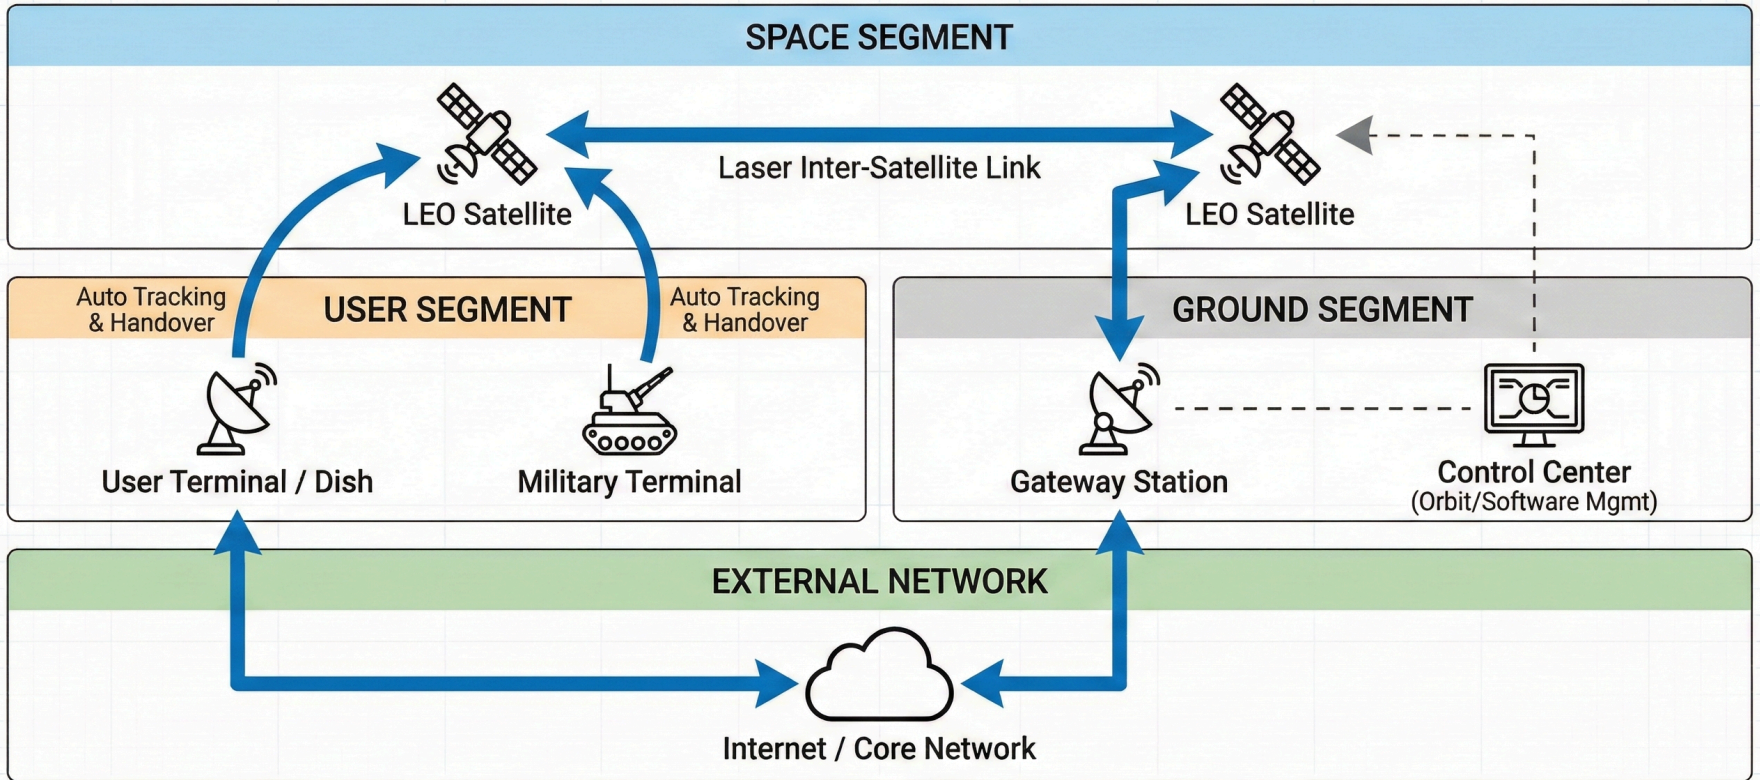 SPACE SEGMENT
Laser Inter-Satellite Link
LEO Satellite
LEO Satellite
Auto Tracking
& Handover
USER SEGMENT
Auto Tracking
& Handover
User Terminal / Dish
Military Terminal
GROUND SEGMENT
Gateway Station
Control Center
(Orbit/Software Mgmt)
EXTERNAL NETWORK
Internet / Core Network